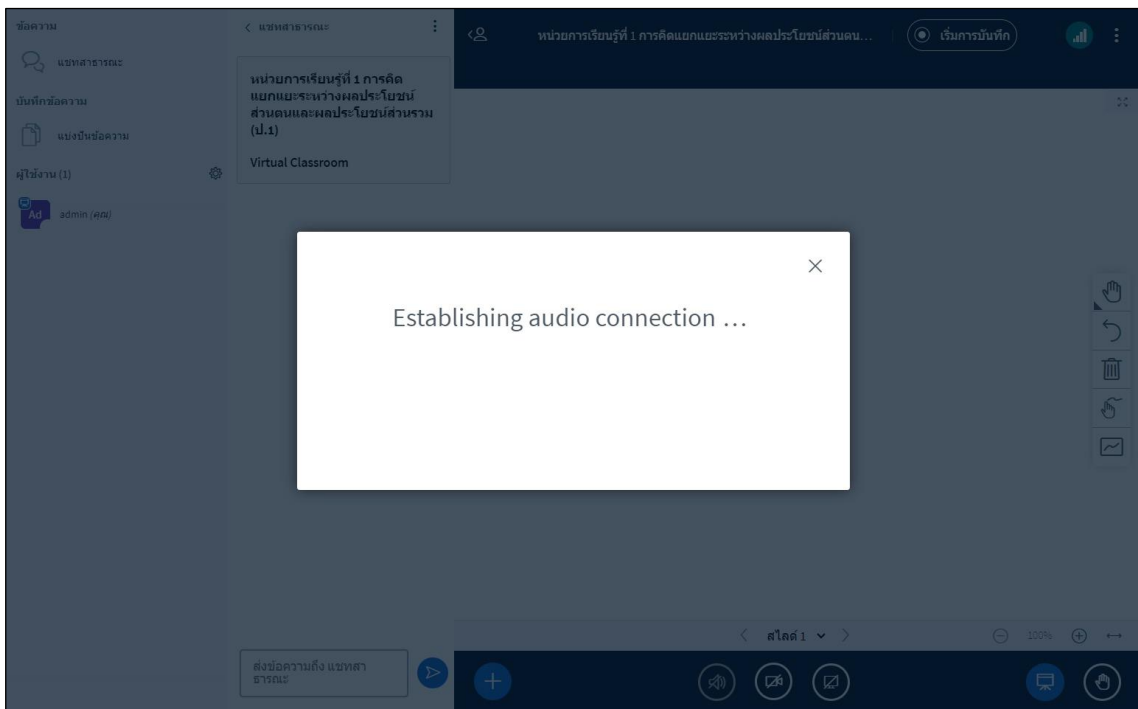 ข้อความ
แชทสาธารณะ
บันทึกข้อความ
แบ่งปันข้อความ
ผู้ใช้งาน (1)
Ad
admin (คุณ)
แชทสาธารณะ
หน่วยการเรียนรู้ที่ 1 การคิด
แยกแยะระหว่างผลประโยชน์
ส่วนตนและผลประโยชน์ส่วนรวม
(ป.1)
Virtual Classroom
หน่วยการเรียนรู้ที่ 1 การคิดแยกแยะระหว่างผลประโยชน์ส่วนตน...
เริ่มการบันทึก
Establishing audio connection ...
สไลด์ 1
100%
ส่งข้อความถึง แชทสา
ธารณะ